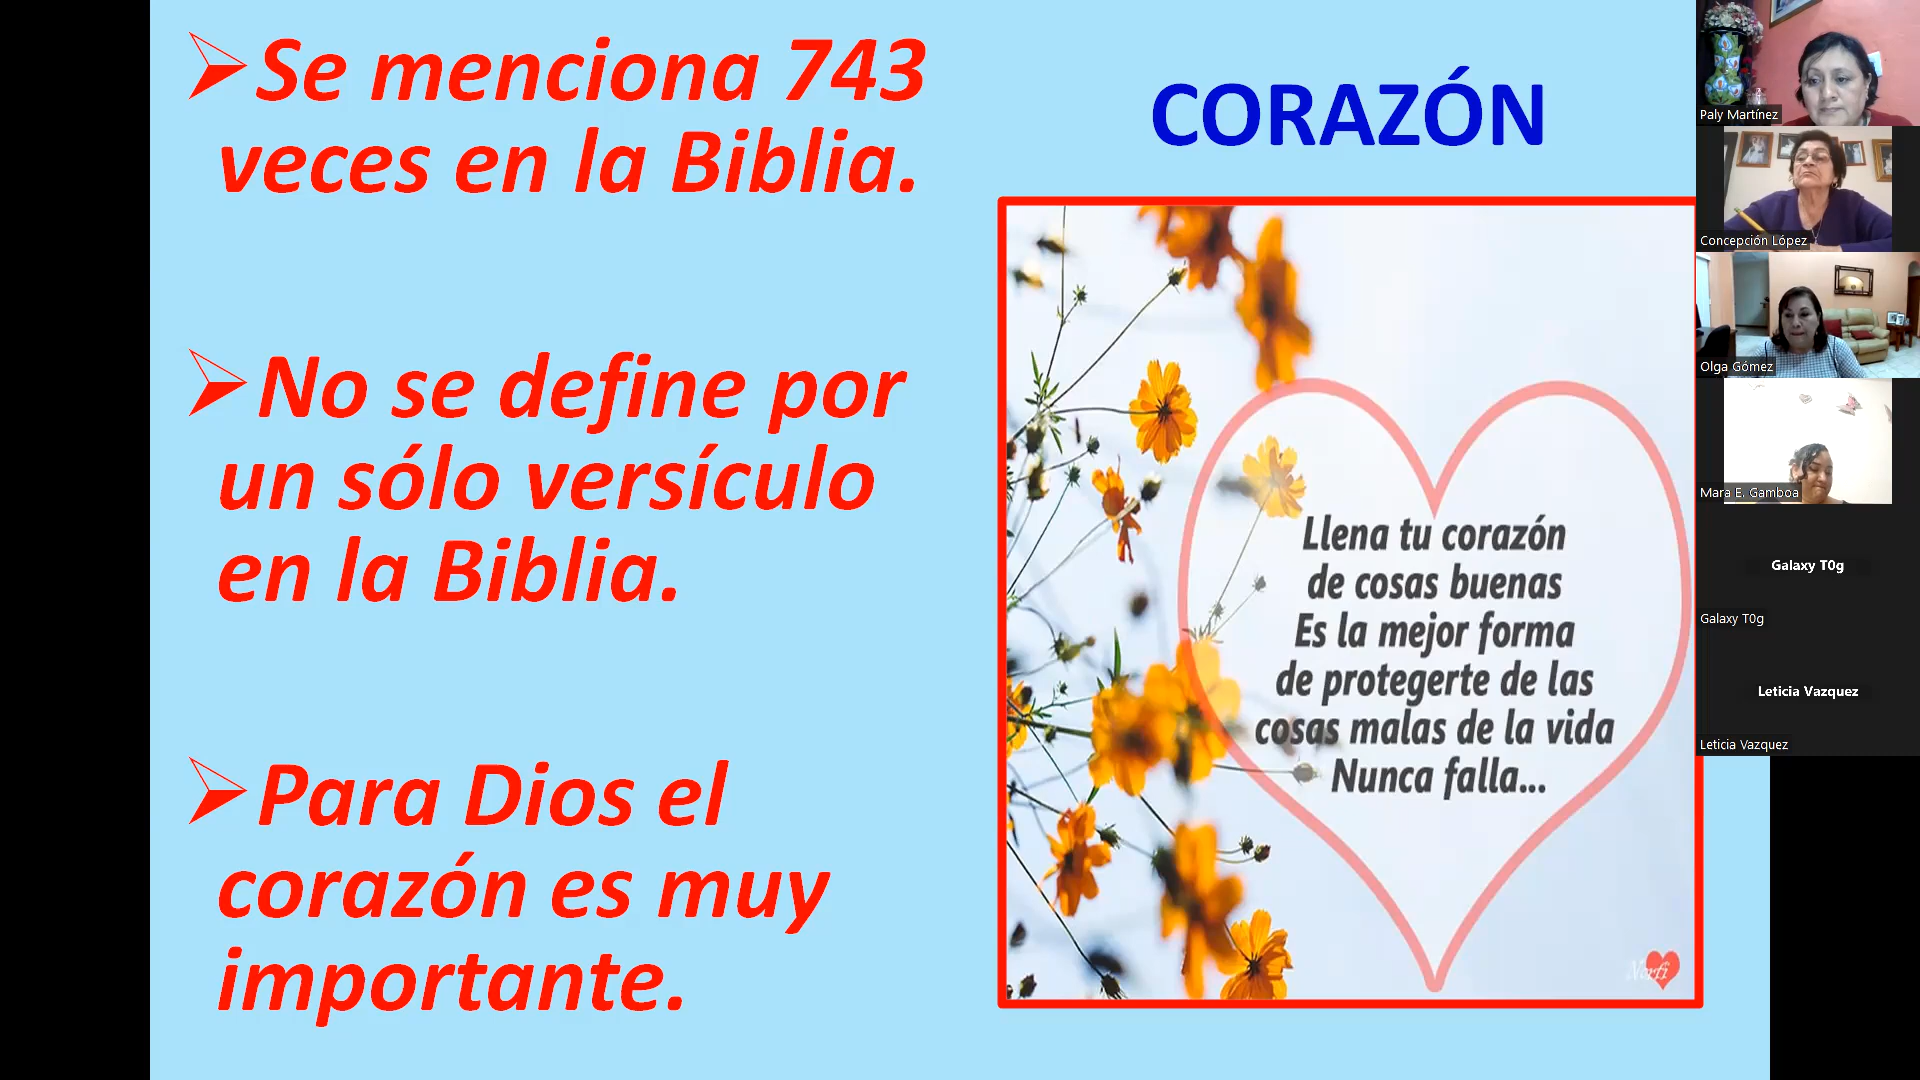 ➢Se menciona 743
veces en la Biblia.
➢No se define por
un sólo versículo
en la Biblia.
➢Para Dios el
corazón es muy
importante.
CORAZÓN
Llena tu corazón
de cosas buenas
Es la mejor forma
de protegerte de las
cosas malas de la vida
Nunca falla...
Norfi
Paly Martínez
Concepción López
Olga Gómez
Mara E. Gamboa
Galaxy T0g
Galaxy T0g
Leticia Vazquez
Leticia Vazquez